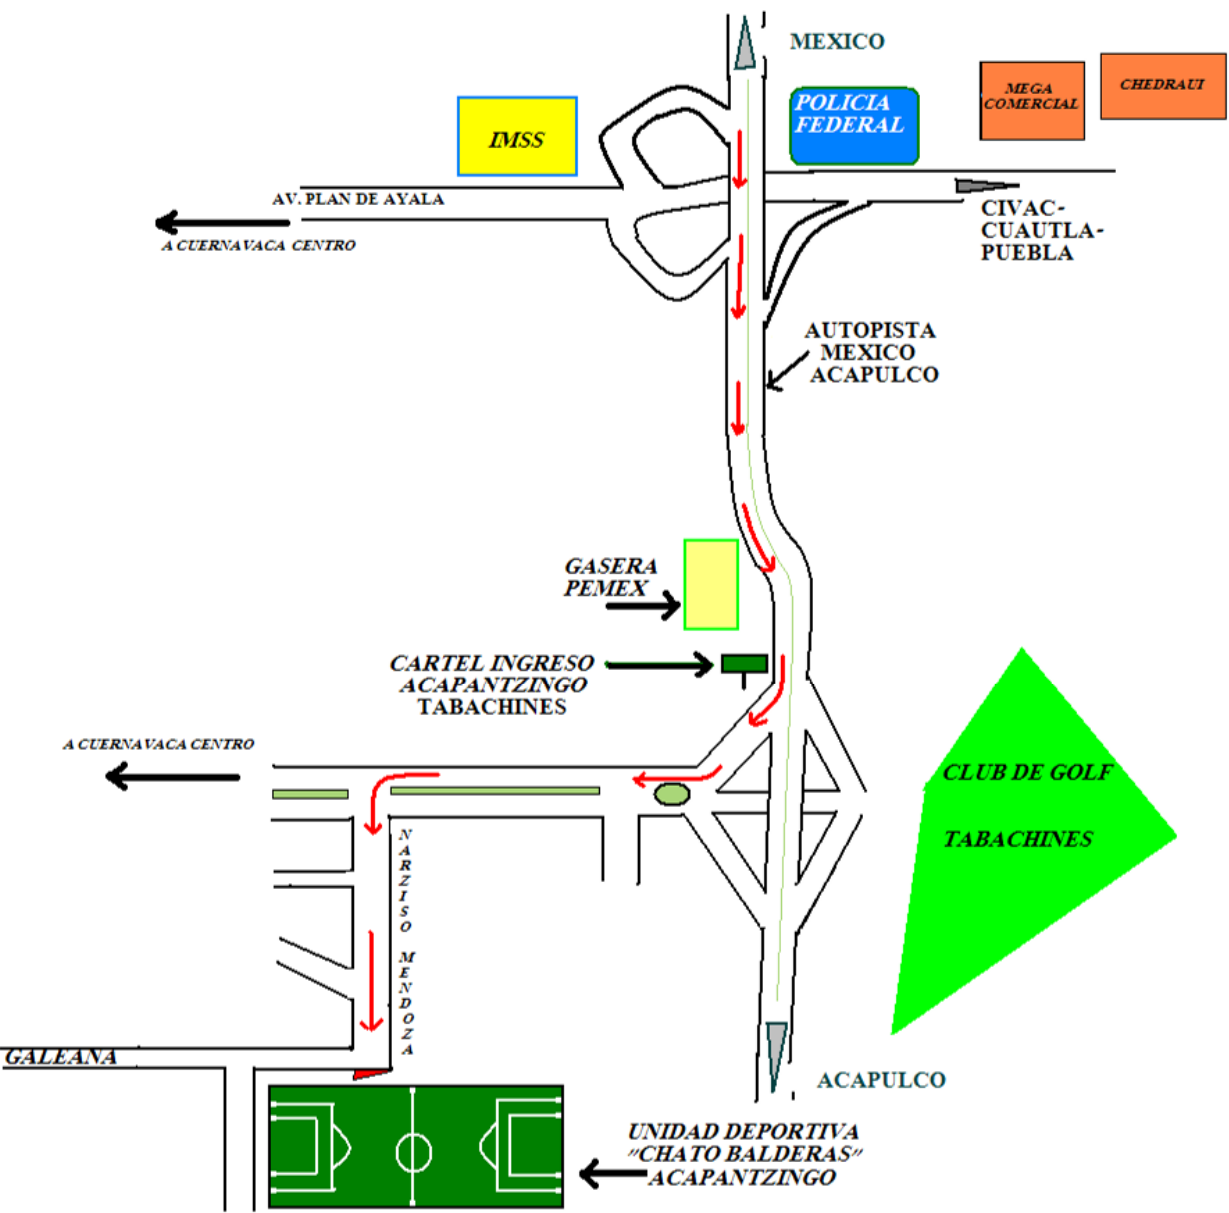 MEXICO
MEGA
COMERCIAL
CHEDRAUI
POLICIA
FEDERAL
IMSS
AV. PLAN DE AYALA
A CUERNAVACA CENTRO
CIVAC-
CUAUTLA-
PUEBLA
AUTOPISTA
MEXICO
ACAPULCO
GASERA
PEMEX
CARTEL INGRESO
ACAPANTZINGO
TABACHINES
A CUERNAVACA CENTRO
CLUB DE GOLF
TABACHINES
NARZISO MENDOZA
GALEANA
ACAPULCO
UNIDAD DEPORTIVA
"CHATO BALDERAS"
ACAPANTZINGO